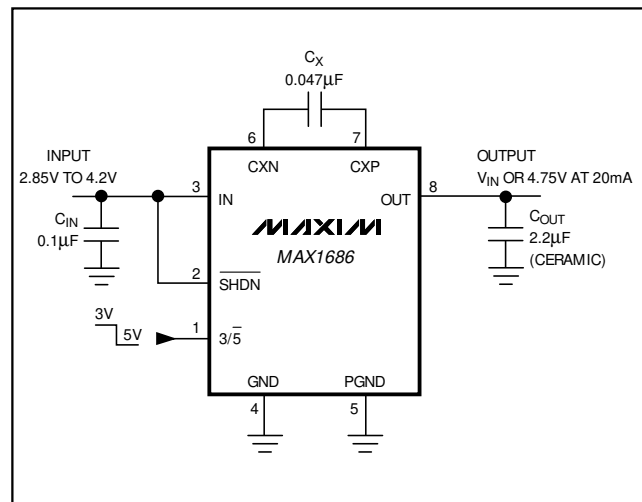 C_X
0.047µF
6
7
INPUT
2.85V TO 4.2V
CXN
CXP
OUTPUT
V_IN OR 4.75V AT 20mA
3
IN
OUT
8
C_IN
0.1µF
MAXIM
MAX1686
C_OUT
2.2µF
(CERAMIC)
2
S̅H̅D̅N̅
3V
5V
1
3/5̅
GND
PGND
4
5